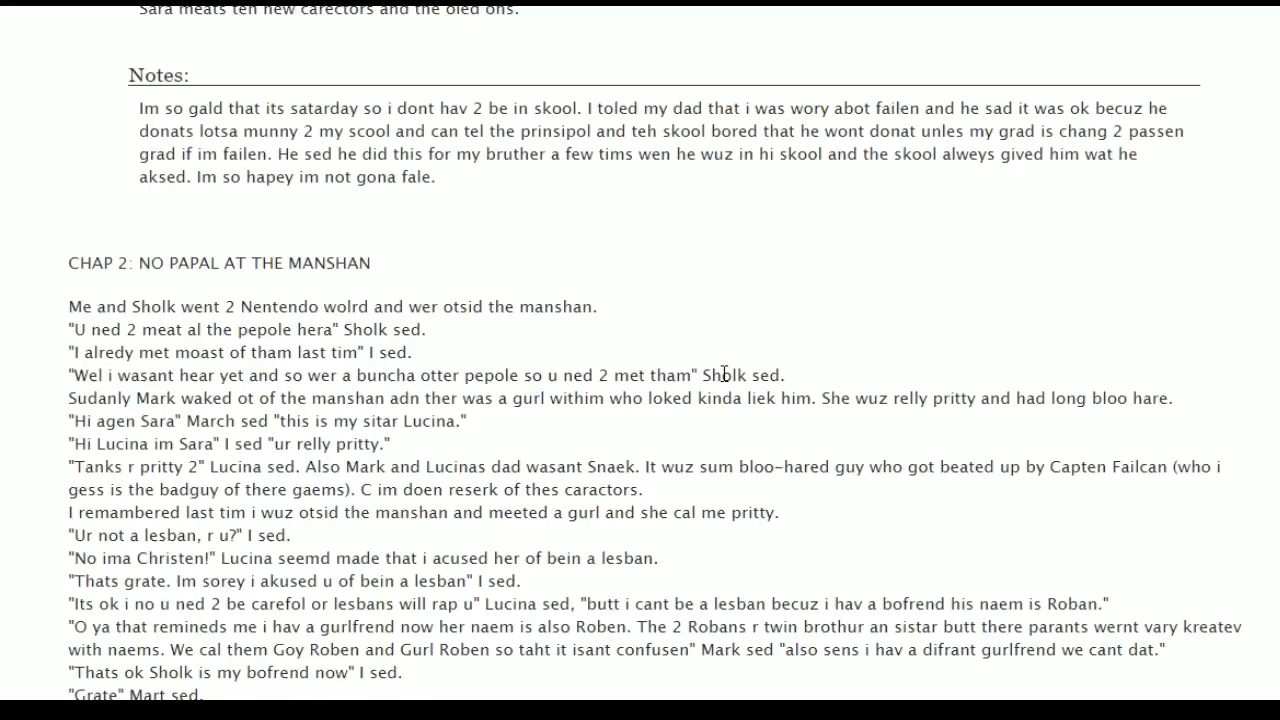 Sara meats ten new carectors and the oled ons.
Notes:
Im so gald that its satarday so i dont hav 2 be in skool. I toled my dad that i was wory abot failen and he sad it was ok becuz he
donats lotsa munny 2 my scool and can tel the prinsipol and teh skool bored that he wont donat unles my grad is chang 2 passen
grad if im failen. He sed he did this for my bruther a few tims wen he wuz in hi skool and the skool alweys gived him wat he
aksed. Im so hapey im not gona fale.
CHAP 2: NO PAPAL AT THE MANSHAN
Me and Sholk went 2 Nentendo wolrd and wer otsid the manshan.
"U ned 2 meat al the pepole hera" Sholk sed.
"I alredy met moast of tham last tim" I sed.
"Wel i wasant hear yet and so wer a buncha otter pepole so u ned 2 met tham" Sholk sed.
Sudanly Mark waked ot of the manshan adn ther was a gurl withim who loked kinda liek him. She wuz relly pritty and had long bloo hare.
"Hi agen Sara" March sed "this is my sitar Lucina."
"Hi Lucina im Sara" I sed "ur relly pritty."
"Tanks r pritty 2" Lucina sed. Also Mark and Lucinas dad wasant Snaek. It wuz sum bloo-hared guy who got beated up by Capten Failcan (who i
gess is the badguy of there gaems). C im doen reserk of thes caractors.
I remambered last tim i wuz otsid the manshan and meeted a gurl and she cal me pritty.
"Ur not a lesban, r u?" I sed.
"No ima Christen!" Lucina seemd made that i acused her of bein a lesban.
"Thats grate. Im sorey i akused u of bein a lesban" I sed.
"Its ok i no u ned 2 be carefol or lesbans will rap u" Lucina sed, "butt i cant be a lesban becuz i hav a bofrend his naem is Roban."
"O ya that remineds me i hav a gurlfrend now her naem is also Roben. The 2 Robans r twin brothur an sistar butt there parants wernt vary kreatev
with naems. We cal them Goy Roben and Gurl Roben so taht it isant confusen" Mark sed "also sens i hav a difrant gurlfrend we cant dat."
"Thats ok Sholk is my bofrend now" I sed.
"Grate" Mart sed.